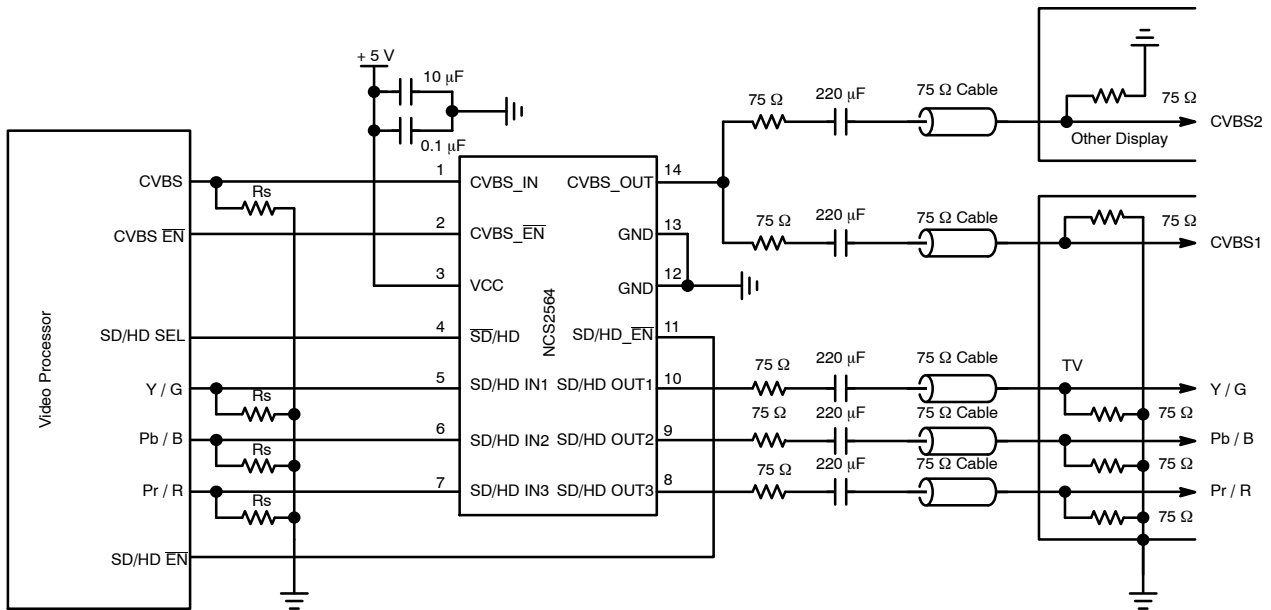 + 5 V
10 μF
0.1 μF
Video Processor
CVBS
CVBS E̅N̅
SD/HD SEL
Y / G
Pb / B
Pr / R
SD/HD E̅N̅
Rs
Rs
Rs
Rs
NCS2564
1 CVBS_IN CVBS_OUT 14
2 CVBS_E̅N̅ GND 13
3 VCC GND 12
4 S̅D̅/HD SD/HD_E̅N̅ 11
5 SD/HD IN1 SD/HD OUT1 10
6 SD/HD IN2 SD/HD OUT2 9
7 SD/HD IN3 SD/HD OUT3 8
75 Ω 220 μF 75 Ω Cable 75 Ω
Other Display
CVBS2
75 Ω 220 μF 75 Ω Cable 75 Ω
CVBS1
TV
75 Ω 220 μF 75 Ω Cable Y / G
75 Ω
75 Ω 220 μF 75 Ω Cable Pb / B
75 Ω
75 Ω 220 μF 75 Ω Cable Pr / R
75 Ω